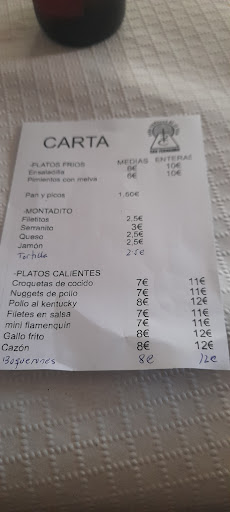 CARTA
-PLATOS FRIOS MEDIAS ENTERAS
Ensaladilla 6€ 10€
Pimientos con melva 6€ 10€
Pan y picos 1,50€
-MONTADITO
Filetitos 2,5€
Serranito 3€
Queso 2,5€
Jamón 2,5€
Tortilla 2.5€
-PLATOS CALIENTES
Croquetas de cocido 7€ 11€
Nuggets de pollo 7€ 11€
Pollo al kentucky 8€ 12€
Filetes en salsa 7€ 11€
mini flamenquin 7€ 11€
Gallo frito 8€ 12€
Cazón 8€ 12€
Boquerones 8€ 12€